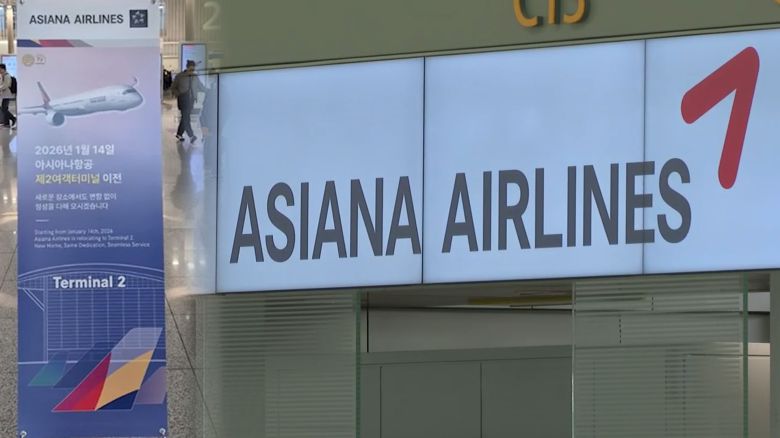 ASIANA AIRLINES
2026년 1월 14일
아시아나항공
제2여객터미널 이전
새로운 장소에서도 변함 없이
정성을 다해 모시겠습니다
Starting from January 14th, 2026
Asiana Airlines is relocating to Terminal 2
New Home, Same Dedication, Seamless Service
Terminal 2
C15
ASIANA AIRLINES